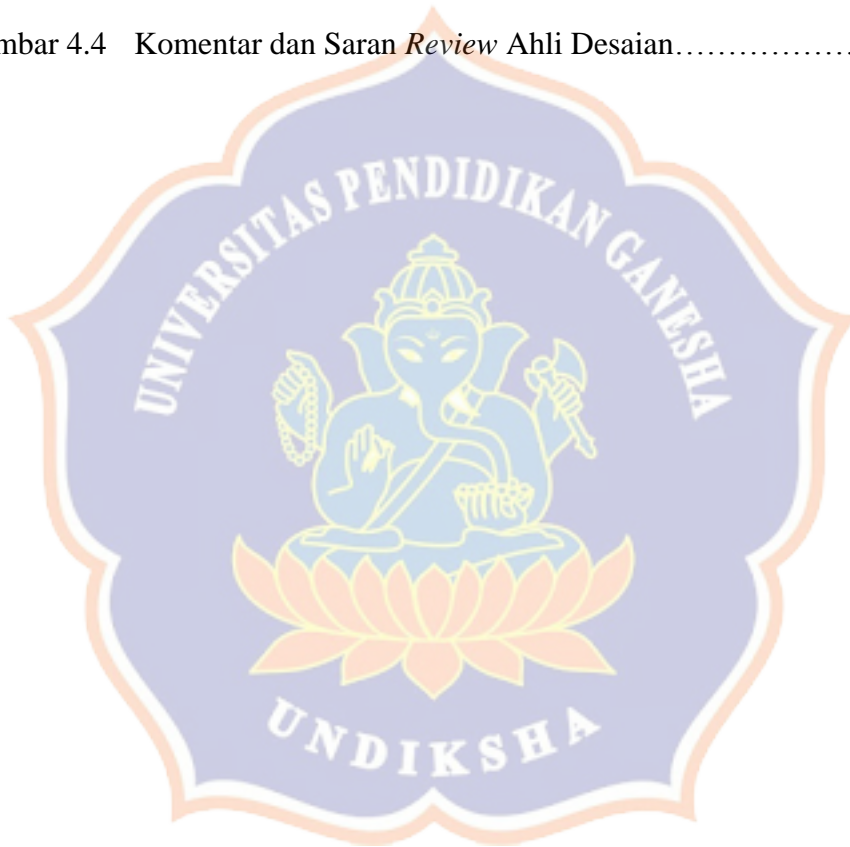 mbar 4.4 Komentar dan Saran Review Ahli Desaian……………….
UNIVERSITAS PENDIDIKAN GANESHA
UNDIKSHA